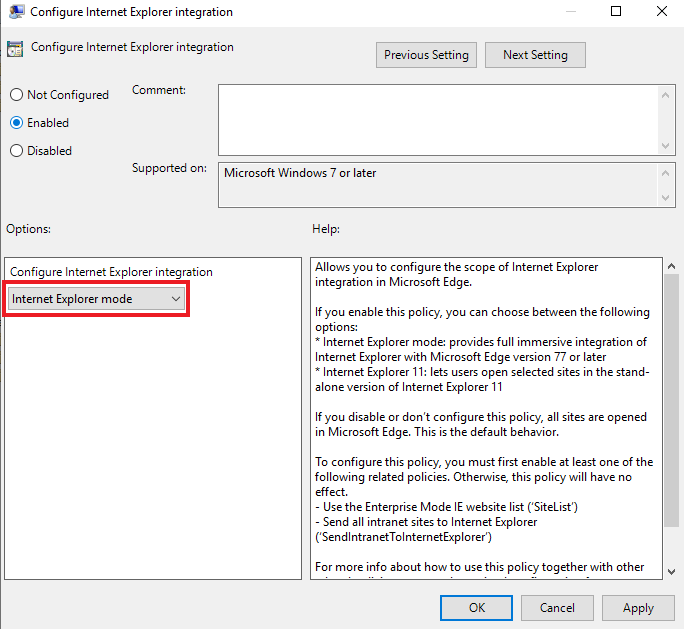 Configure Internet Explorer integration
Configure Internet Explorer integration
Previous Setting
Next Setting
Not Configured
Comment:
Enabled
Disabled
Supported on:
Microsoft Windows 7 or later
Options:
Help:
Configure Internet Explorer integration
Internet Explorer mode
Allows you to configure the scope of Internet Explorer
integration in Microsoft Edge.
If you enable this policy, you can choose between the following
options:
* Internet Explorer mode: provides full immersive integration of
Internet Explorer with Microsoft Edge version 77 or later
* Internet Explorer 11: lets users open selected sites in the stand-
alone version of Internet Explorer 11
If you disable or don’t configure this policy, all sites are opened
in Microsoft Edge. This is the default behavior.
To configure this policy, you must first enable at least one of the
following related policies. Otherwise, this policy will have no
effect.
- Use the Enterprise Mode IE website list (‘SiteList’)
- Send all intranet sites to Internet Explorer
(‘SendIntranetToInternetExplorer’)
For more info about how to use this policy together with other
OK
Cancel
Apply